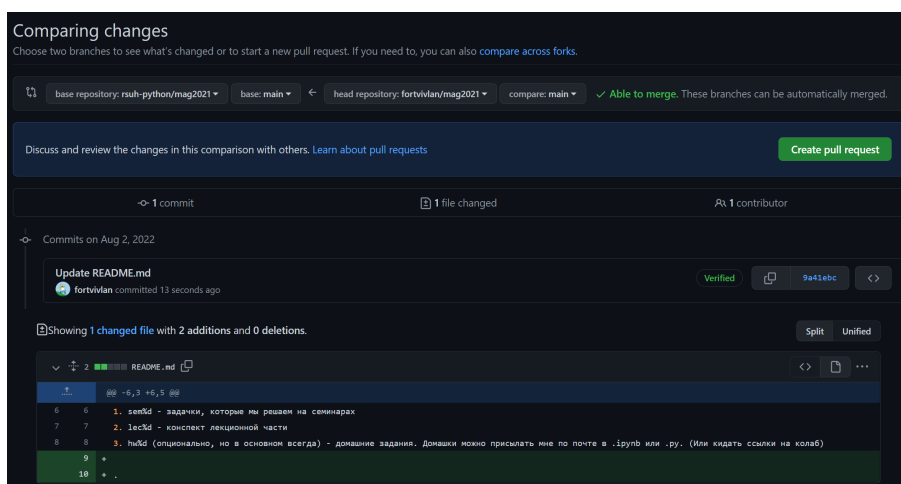 Comparing changes
Choose two branches to see what's changed or to start a new pull request. If you need to, you can also compare across forks.
base repository: rsuh-python/mag2021 base: main ← head repository: fortvivlan/mag2021 compare: main ✓ Able to merge. These branches can be automatically merged.
Discuss and review the changes in this comparison with others. Learn about pull requests Create pull request
1 commit 1 file changed 1 contributor
Commits on Aug 2, 2022
Update README.md
fortvivlan committed 13 seconds ago
Verified 9a41ebc <>
Showing 1 changed file with 2 additions and 0 deletions. Split Unified
2 README.md <> ...
@@ -6,3 +6,5 @@
6 6 1. sem%d - задачки, которые мы решаем на семинарах
7 7 2. lec%d - конспект лекционной части
8 8 3. hw%d (опционально, но в основном всегда) - домашние задания. Домашки можно присылать мне по почте в .ipynb или .py. (Или кидать ссылки на колаб)
9 +
10 + .